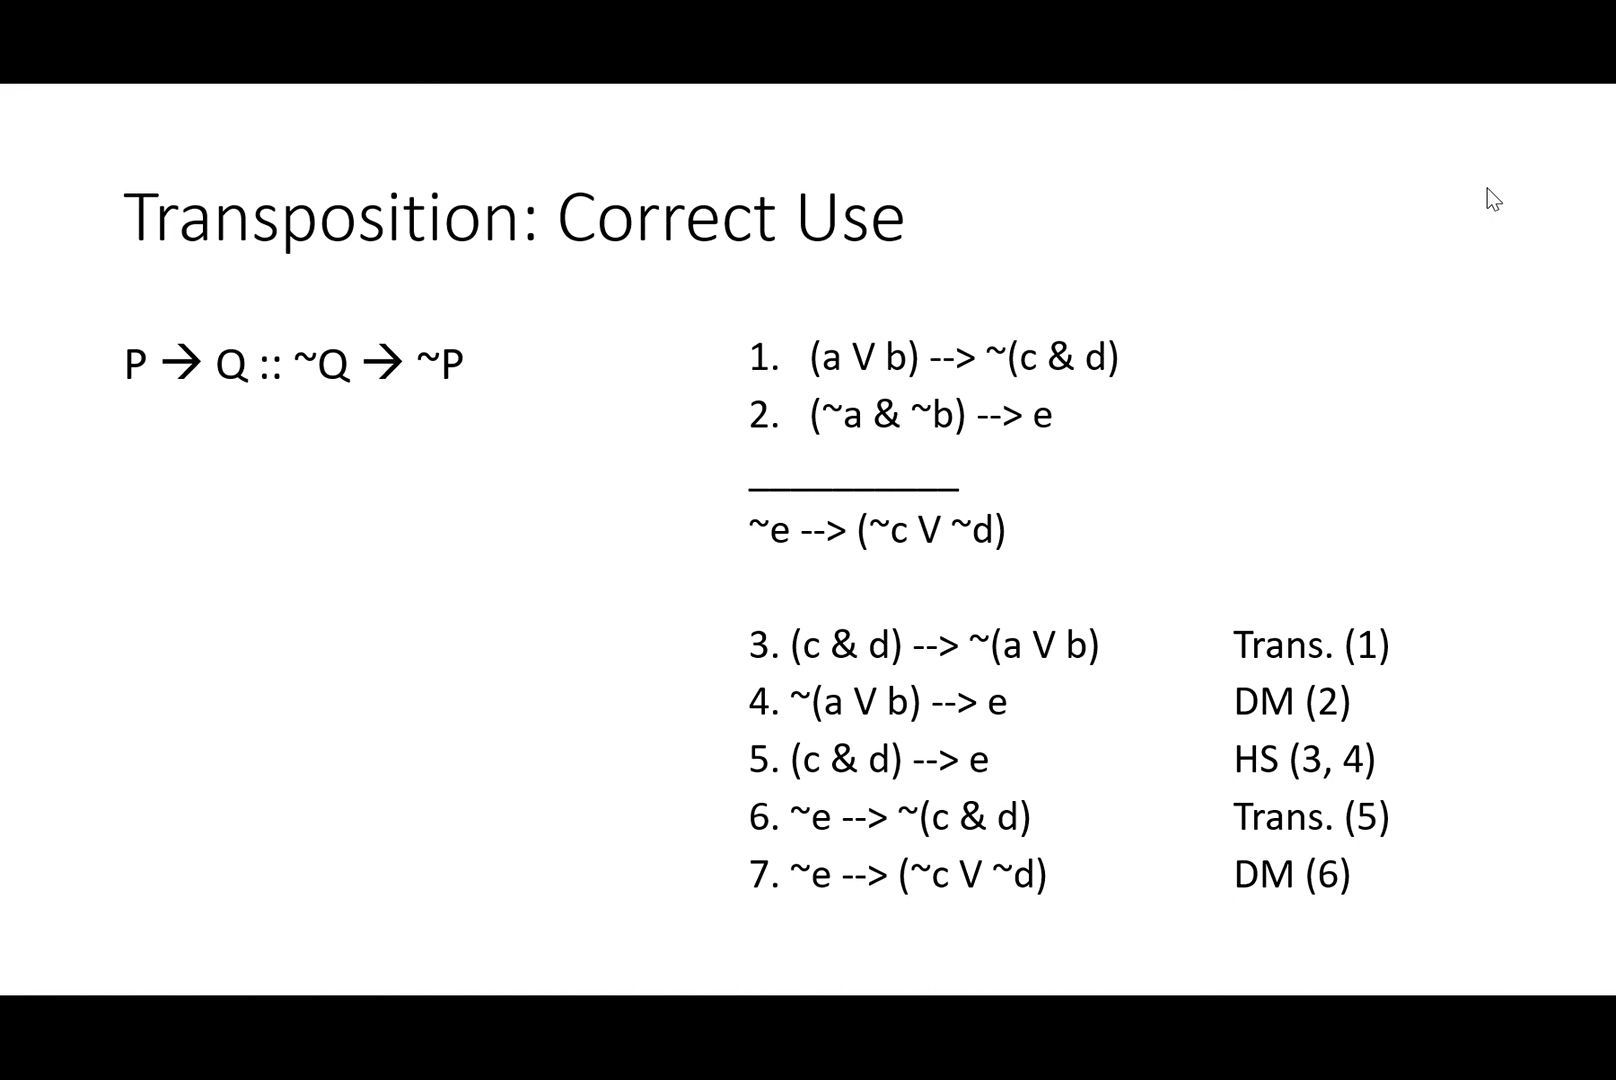 Transposition: Correct Use
P → Q :: ~Q → ~P
1. (a V b) --> ~(c & d)
2. (~a & ~b) --> e
__________
~e --> (~c V ~d)
3. (c & d) --> ~(a V b) Trans. (1)
4. ~(a V b) --> e DM (2)
5. (c & d) --> e HS (3, 4)
6. ~e --> ~(c & d) Trans. (5)
7. ~e --> (~c V ~d) DM (6)